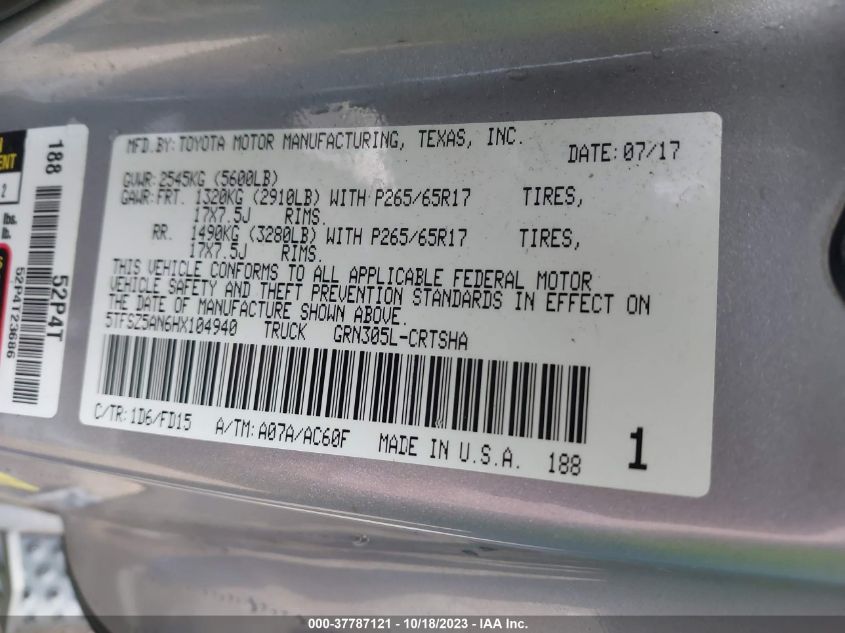 MFD.BY:TOYOTA MOTOR MANUFACTURING, TEXAS, INC.
DATE:07/17
GVWR:2545KG (5600LB)
GAWR:FRT. 1320KG (2910LB) WITH P265/65R17 TIRES,
17X7.5J RIMS.
RR. 1490KG (3280LB) WITH P265/65R17 TIRES,
17X7.5J RIMS.
THIS VEHICLE CONFORMS TO ALL APPLICABLE FEDERAL MOTOR
VEHICLE SAFETY AND THEFT PREVENTION STANDARDS IN EFFECT ON
THE DATE OF MANUFACTURE SHOWN ABOVE.
5TFSZ5AN6HX104940 TRUCK GRN305L-CRTSHA
C/TR:1D6/FD15 A/TM:A07A/AC60F MADE IN U.S.A. 188 1
188
52P4T
52P4T23686
lbs.
000-37787121 - 10/18/2023 - IAA Inc.